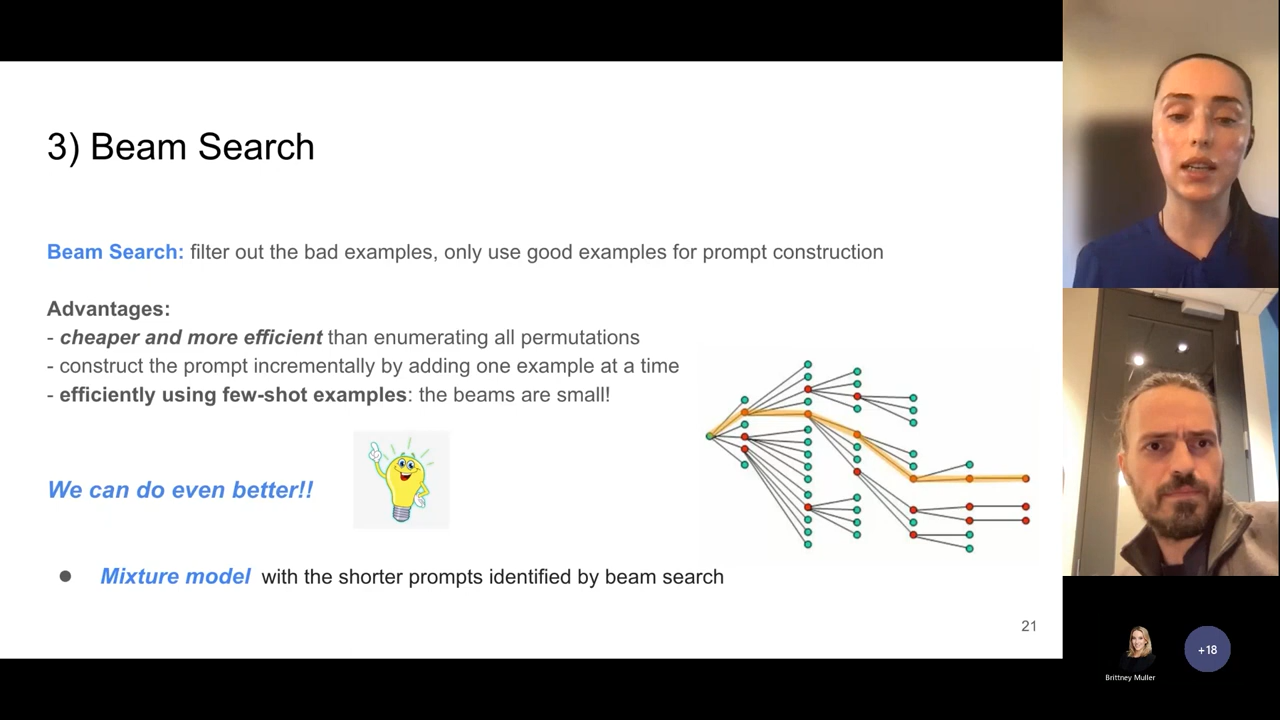 3) Beam Search
Beam Search: filter out the bad examples, only use good examples for prompt construction
Advantages:
- cheaper and more efficient than enumerating all permutations
- construct the prompt incrementally by adding one example at a time
- efficiently using few-shot examples: the beams are small!
We can do even better!!
● Mixture model with the shorter prompts identified by beam search
21
+18
Brittney Muller